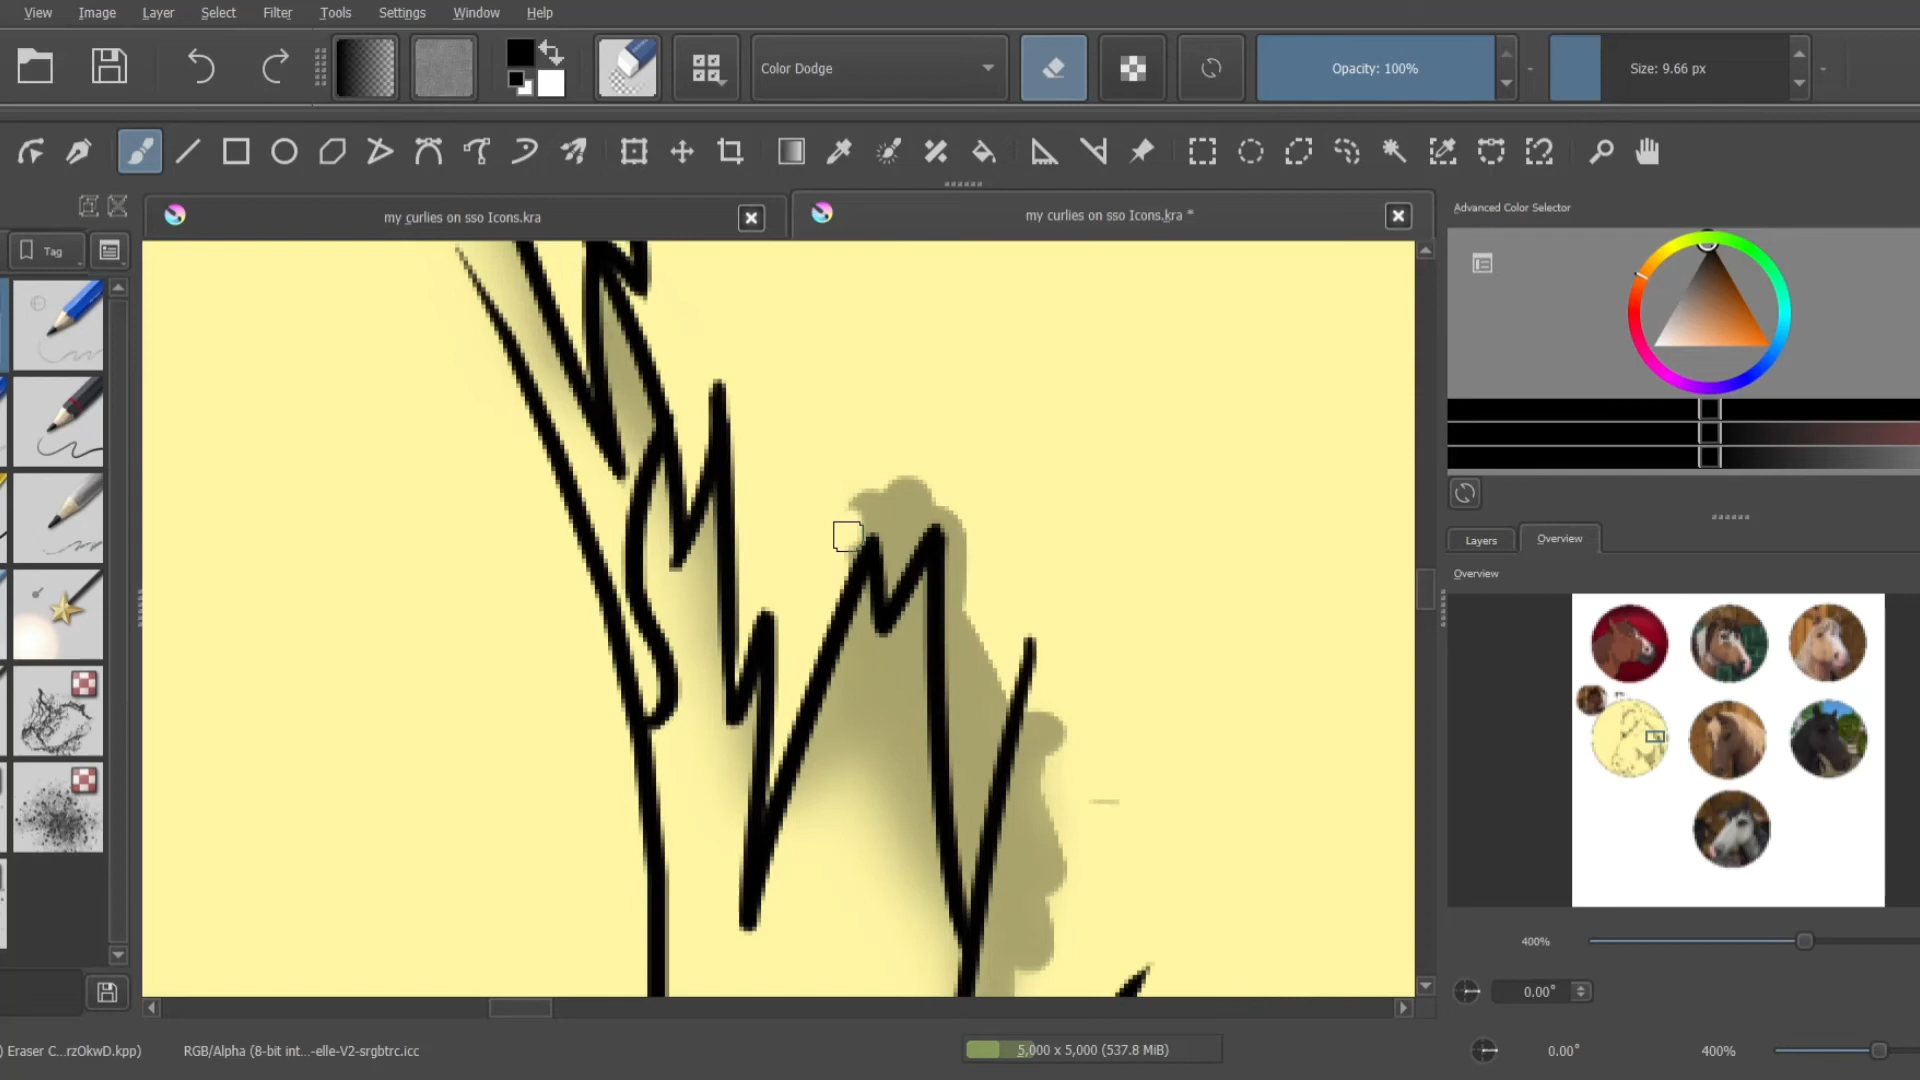 View Image Layer Select Filter Tools Settings Window Help
Color Dodge Opacity: 100% Size: 9.66 px
my curlies on sso Icons.kra my curlies on sso Icons.kra *
Advanced Color Selector
Tag
Layers Overview
Overview
400%
0.00°
) Eraser C...rzOkwD.kpp) RGB/Alpha (8-bit int...-elle-V2-srgbtrc.icc 5,000 x 5,000 (537.8 MiB) 0.00° 400%